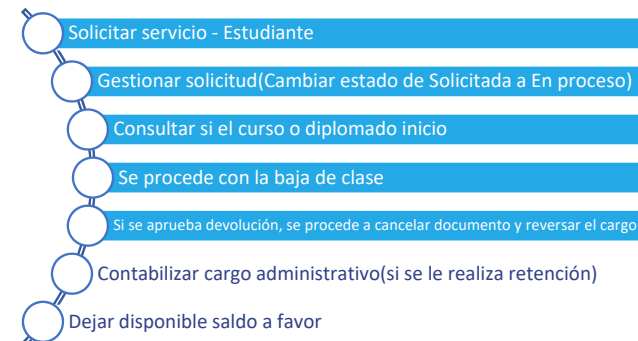 Solicitar servicio - Estudiante
Gestionar solicitud(Cambiar estado de Solicitada a En proceso)
Consultar si el curso o diplomado inicio
Se procede con la baja de clase
Si se aprueba devolución, se procede a cancelar documento y reversar el cargo
Contabilizar cargo administrativo(si se le realiza retención)
Dejar disponible saldo a favor